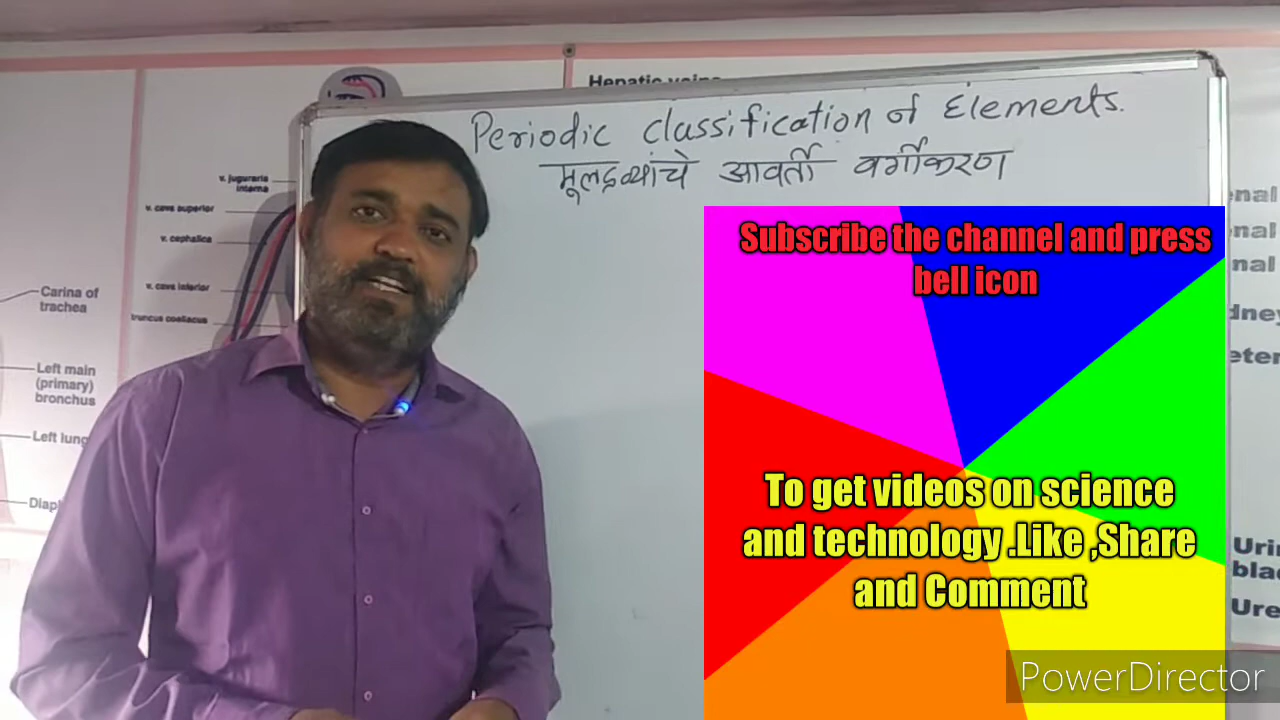 Hepatic veins
Periodic classification of Elements.
मूलद्रव्यांचे आवर्ती वर्गीकरण
v. juguraris
interna
v. cava superior
v. cephalica
v. cava inferior
truncus coeliacus
Carina of
trachea
Left main
(primary)
bronchus
Left lung
Subscribe the channel and press
bell icon
To get videos on science
and technology .Like ,Share
and Comment
PowerDirector